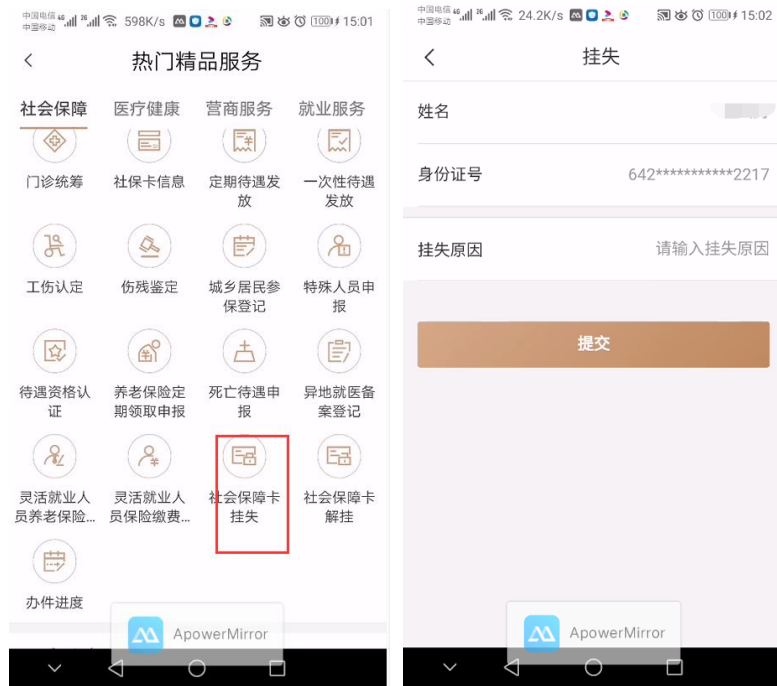 中国电信 4G 2G 598K/s 100 15:01
中国移动
热门精品服务
社会保障 医疗健康 营商服务 就业服务
门诊统筹 社保卡信息 定期待遇发放 一次性待遇发放
工伤认定 伤残鉴定 城乡居民参保登记 特殊人员申报
待遇资格认证 养老保险定期领取申报 死亡待遇申报 异地就医备案登记
灵活就业人员养老保险... 灵活就业人员保险缴费... 社会保障卡挂失 社会保障卡解挂
办件进度
ApowerMirror
中国电信 4G 2G 24.2K/s 100 15:02
中国移动
挂失
姓名
身份证号 642***********2217
挂失原因 请输入挂失原因
提交
ApowerMirror